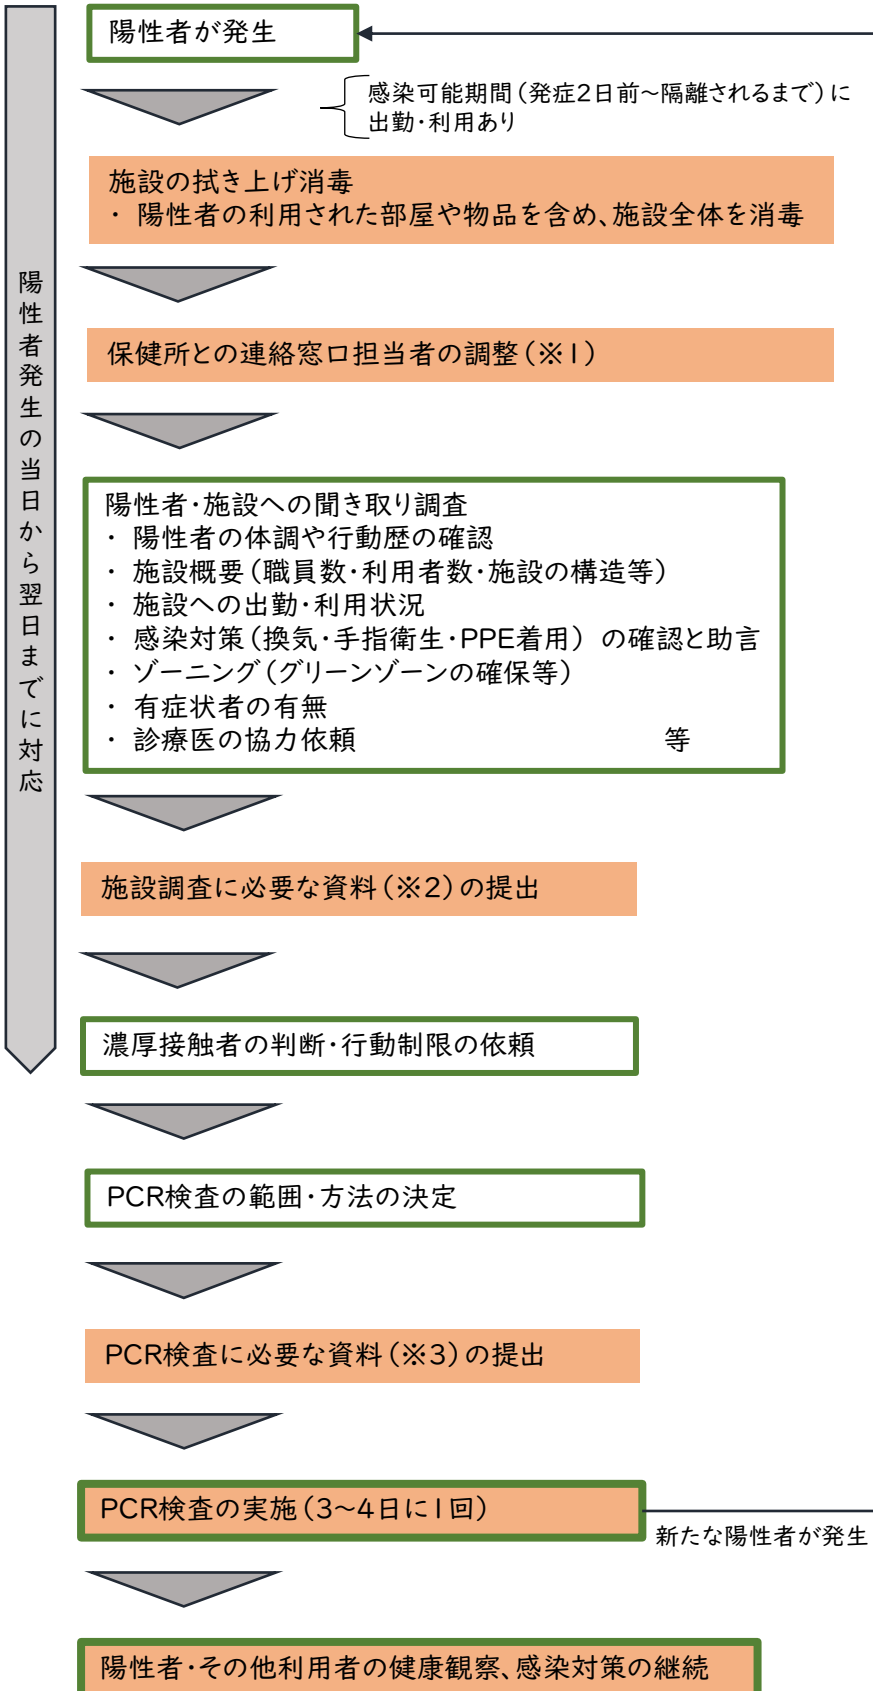 陽性者が発生
感染可能期間（発症2日前～隔離されるまで）に
出勤・利用あり
施設の拭き上げ消毒
・ 陽性者の利用された部屋や物品を含め、施設全体を消毒
保健所との連絡窓口担当者の調整（※1）
陽性者・施設への聞き取り調査
・ 陽性者の体調や行動歴の確認
・ 施設概要（職員数・利用者数・施設の構造等）
・ 施設への出勤・利用状況
・ 感染対策（換気・手指衛生・PPE着用） の確認と助言
・ ゾーニング（グリーンゾーンの確保等）
・ 有症状者の有無
・ 診療医の協力依頼 等
施設調査に必要な資料（※2）の提出
濃厚接触者の判断・行動制限の依頼
陽性者発生の当日から翌日までに対応
PCR検査の範囲・方法の決定
PCR検査に必要な資料（※3）の提出
PCR検査の実施（3～4日に1回）
新たな陽性者が発生
陽性者・その他利用者の健康観察、感染対策の継続